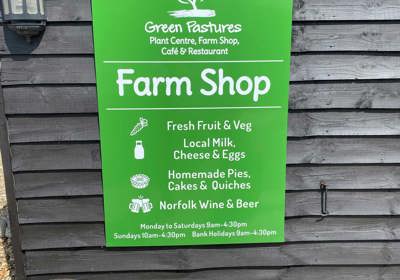 Green Pastures
Plant Centre, Farm Shop,
Café & Restaurant
Farm Shop
Fresh Fruit & Veg
Local Milk,
Cheese & Eggs
Homemade Pies,
Cakes & Quiches
Norfolk Wine & Beer
Monday to Saturdays 9am-4:30pm
Sundays 10am-4:30pm Bank Holidays 9am-4:30pm